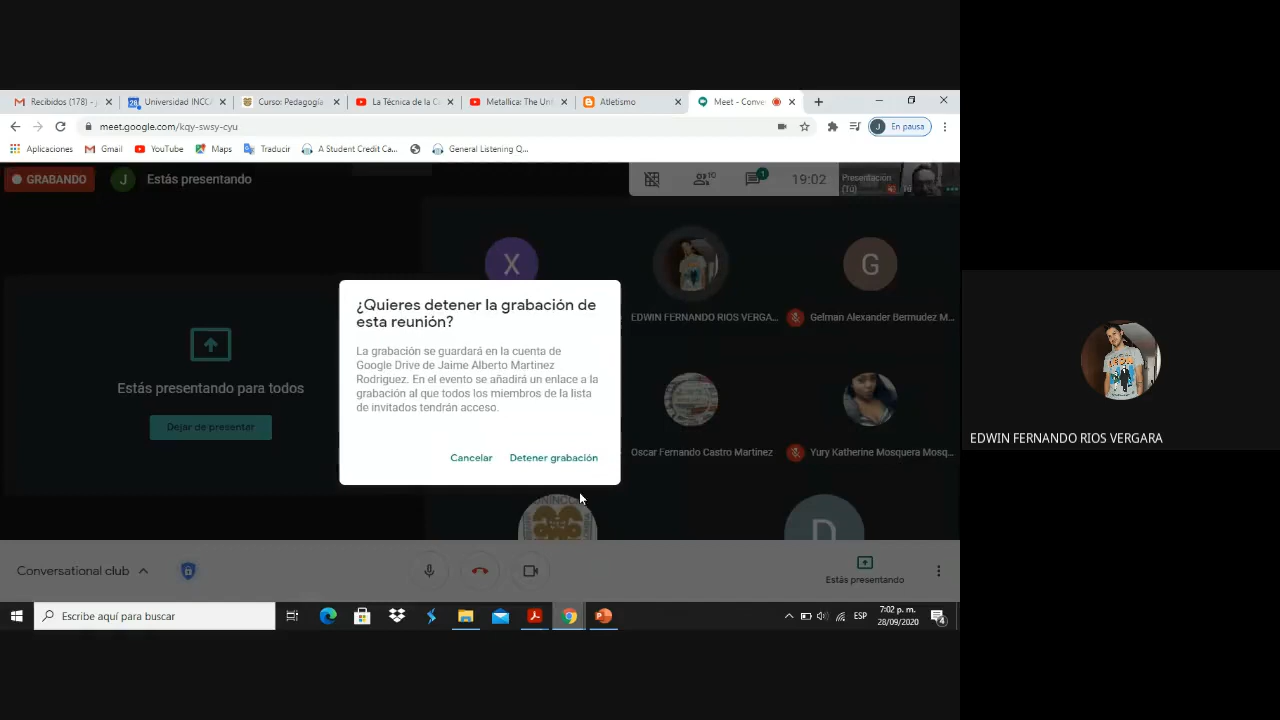 Recibidos (178) - j
Universidad INCCA
Curso: Pedagogía
La Técnica de la C
Metallica: The Unf
Atletismo
Meet - Conve
meet.google.com/kqy-swsy-cyu
J
En pausa
Aplicaciones
Gmail
YouTube
Maps
Traducir
A Student Credit Ca...
General Listening Q...
GRABANDO
J
Estás presentando
10
1
19:02
Presentación
(Tú)
Tú
X
G
EDWIN FERNANDO RIOS VERGA...
Gelman Alexander Bermudez M...
¿Quieres detener la grabación de
esta reunión?
La grabación se guardará en la cuenta de
Google Drive de Jaime Alberto Martinez
Rodriguez. En el evento se añadirá un enlace a la
grabación al que todos los miembros de la lista
de invitados tendrán acceso.
Cancelar
Detener grabación
Estás presentando para todos
Dejar de presentar
Oscar Fernando Castro Martinez
Yury Katherine Mosquera Mosq...
D
EDWIN FERNANDO RIOS VERGARA
Conversational club
Estás presentando
Escribe aquí para buscar
ESP
7:02 p. m.
28/09/2020
4